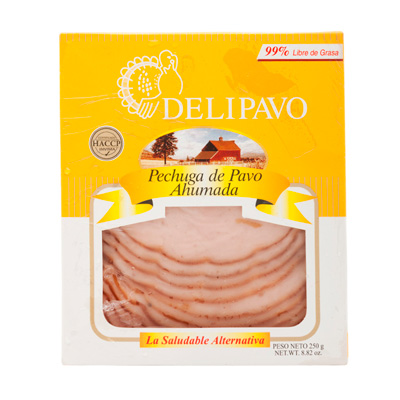 99% Libre de Grasa
DELIPAVO
HACCP
Pechuga de Pavo
Ahumada
La Saludable Alternativa
PESO NETO 250 g
NET.WT. 8.82 oz.